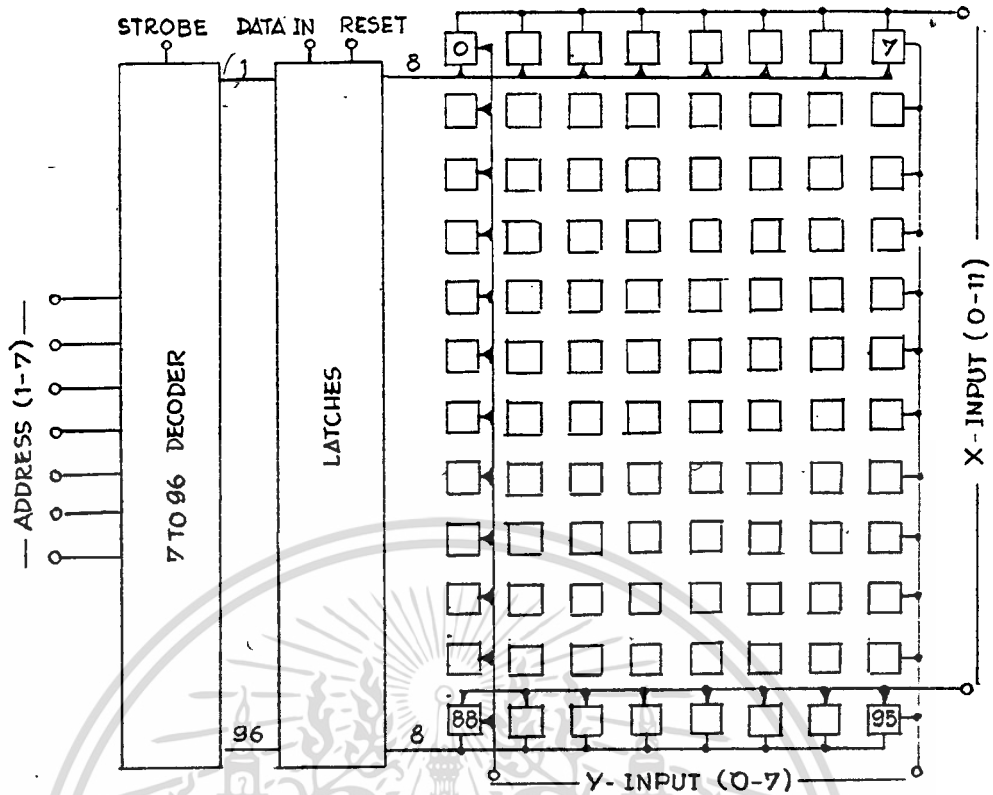 STROBE DATA IN RESET
1 8
0 7
ADDRESS (1-7)
7 TO 96 DECODER
LATCHES
X-INPUT (0-11)
88 95
96 8
Y-INPUT (0-7)